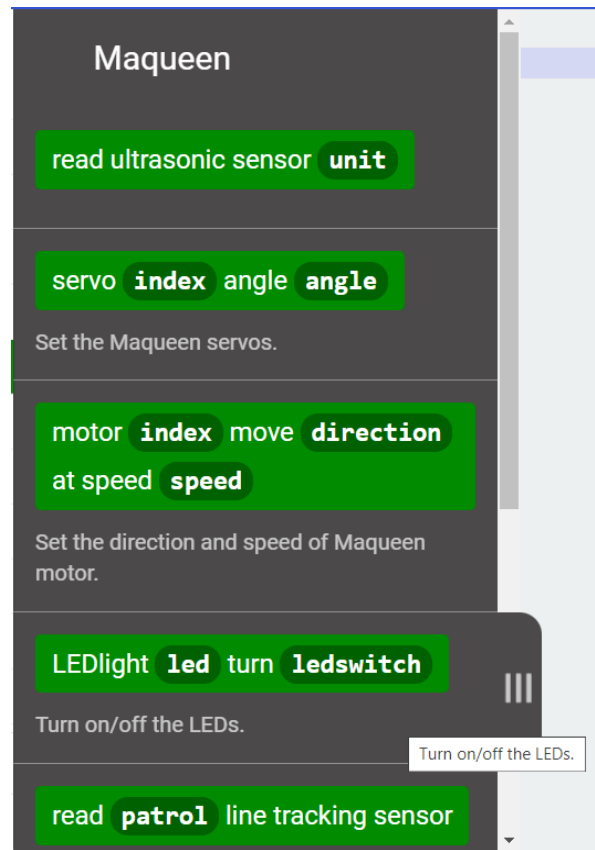 Maqueen
read ultrasonic sensor unit
servo index angle angle
Set the Maqueen servos.
motor index move direction
at speed speed
Set the direction and speed of Maqueen
motor.
LEDlight led turn ledswitch
Turn on/off the LEDs.
Turn on/off the LEDs.
read patrol line tracking sensor